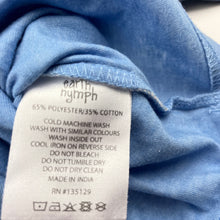 earth
nymph
65% POLYESTER/35% COTTON
COLD MACHINE WASH
WASH WITH SIMILAR COLOURS
WASH INSIDE OUT
COOL IRON ON REVERSE SIDE
DO NOT BLEACH
DO NOT TUMBLE DRY
DO NOT DRY CLEAN
MADE IN INDIA
RN #135129